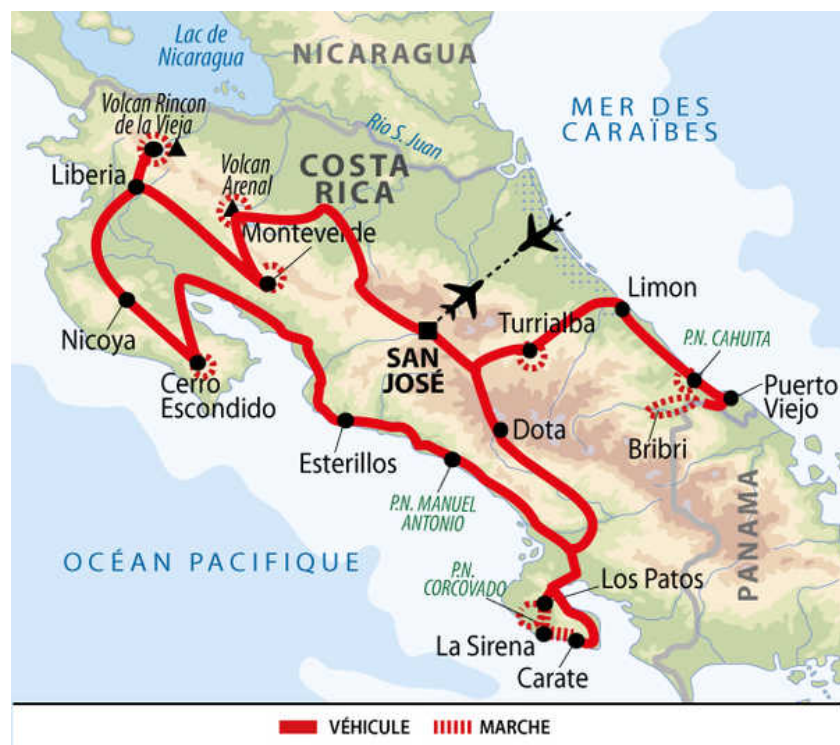 Lac de
Nicaragua
NICARAGUA
Volcan Rincon
de la Vieja
MER DES
CARAÏBES
Rio S. Juan
Volcan
Arenal
COSTA
RICA
Liberia
Monteverde
Limon
Turrialba
P.N. CAHUITA
Nicoya
SAN
JOSÉ
Puerto
Viejo
Cerro
Escondido
Dota
Bribri
Esterillos
P.N. MANUEL
ANTONIO
PANAMA
OCÉAN PACIFIQUE
P.N.
CORCOVADO
Los Patos
La Sirena
Carate
VÉHICULE
MARCHE